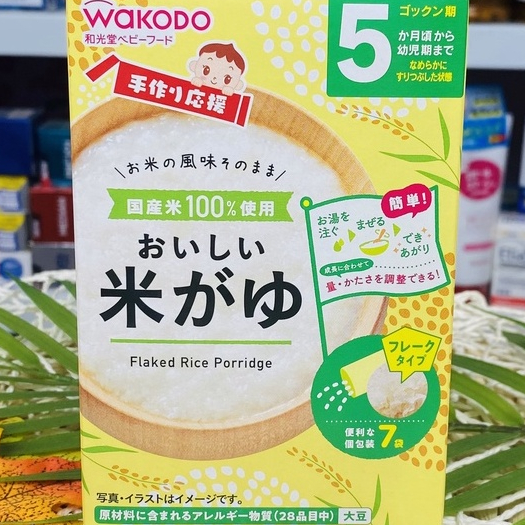 WAKODO
和光堂ベビーフード
手作り応援
5
ゴックン期
か月頃から
幼児期まで
なめらかに
すりつぶした状態
お米の風味そのまま
国産米100%使用
おいしい
米がゆ
Flaked Rice Porridge
簡単!
お湯を
注ぐ
まぜる
でき
あがり
成長に合わせて
量・かたさを調整できる!
フレーク
タイプ
便利な
個包装7袋
写真・イラストはイメージです。
原材料に含まれるアレルギー物質(28品目中) 大豆